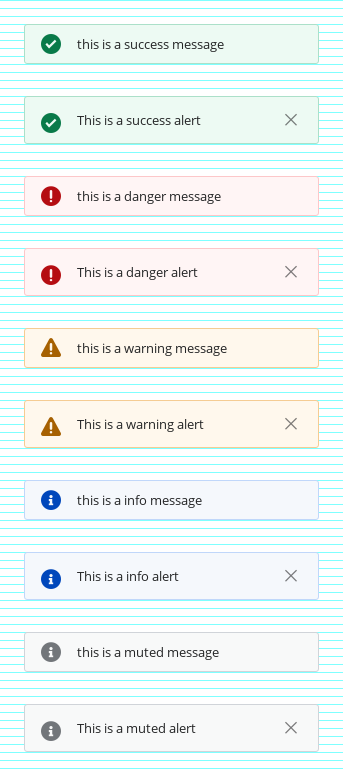 this is a success message
This is a success alert
this is a danger message
This is a danger alert
this is a warning message
This is a warning alert
this is a info message
This is a info alert
this is a muted message
This is a muted alert